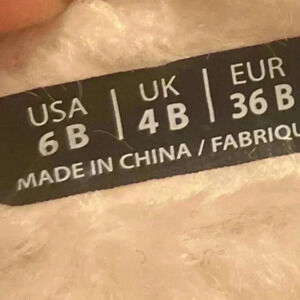 USA | UK | EUR
6 B | 4 B | 36 B
MADE IN CHINA / FABRIQU